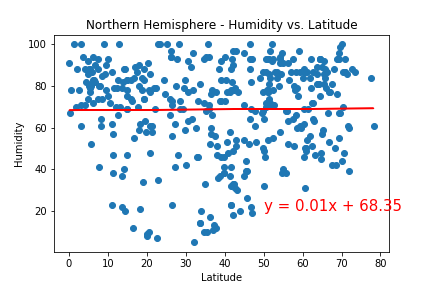 Northern Hemisphere - Humidity vs. Latitude
100
80
60
40
20
Humidity
y = 0.01x + 68.35
0 10 20 30 40 50 60 70 80
Latitude